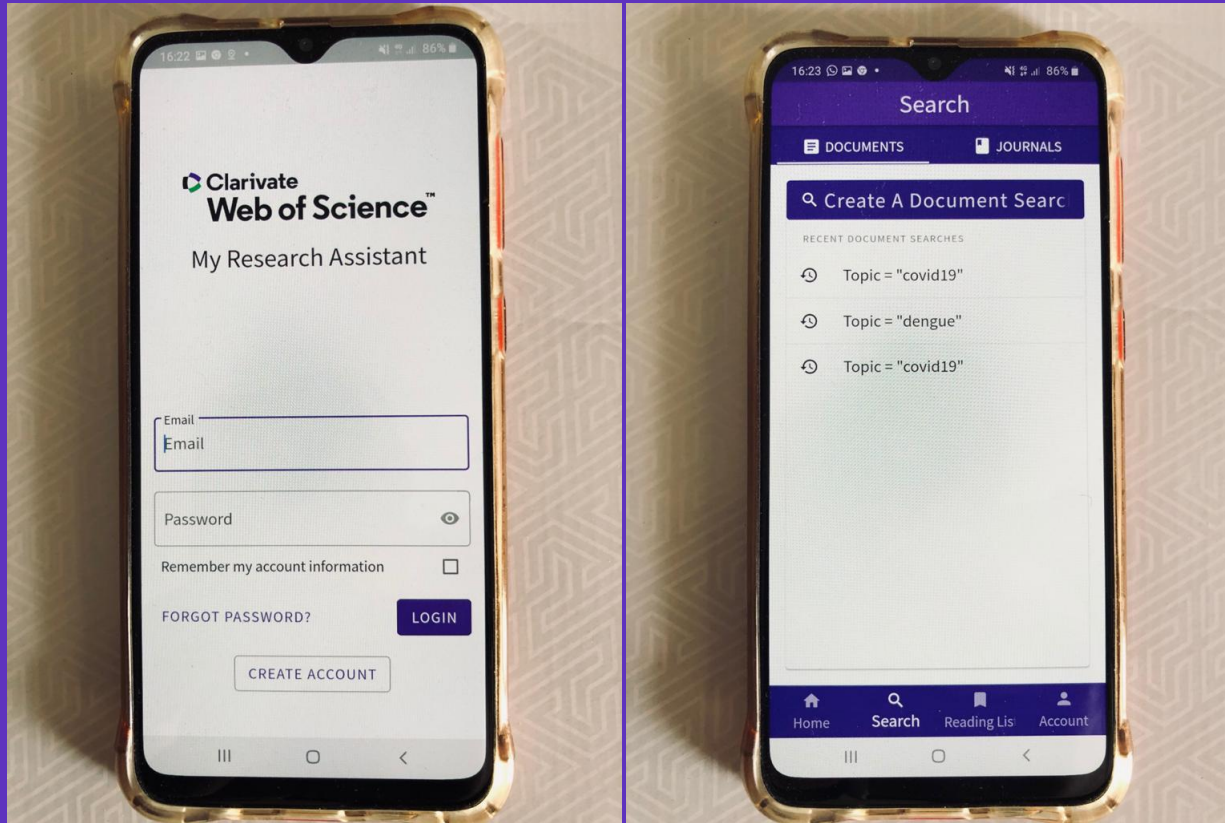 16:22
86%
Clarivate
Web of Science™
My Research Assistant
Email
Email
Password
Remember my account information
FORGOT PASSWORD?
LOGIN
CREATE ACCOUNT
16:23
4G
86%
Search
DOCUMENTS
JOURNALS
Create A Document Searc
RECENT DOCUMENT SEARCHES
Topic = "covid19"
Topic = "dengue"
Topic = "covid19"
Home
Search
Reading Lis
Account